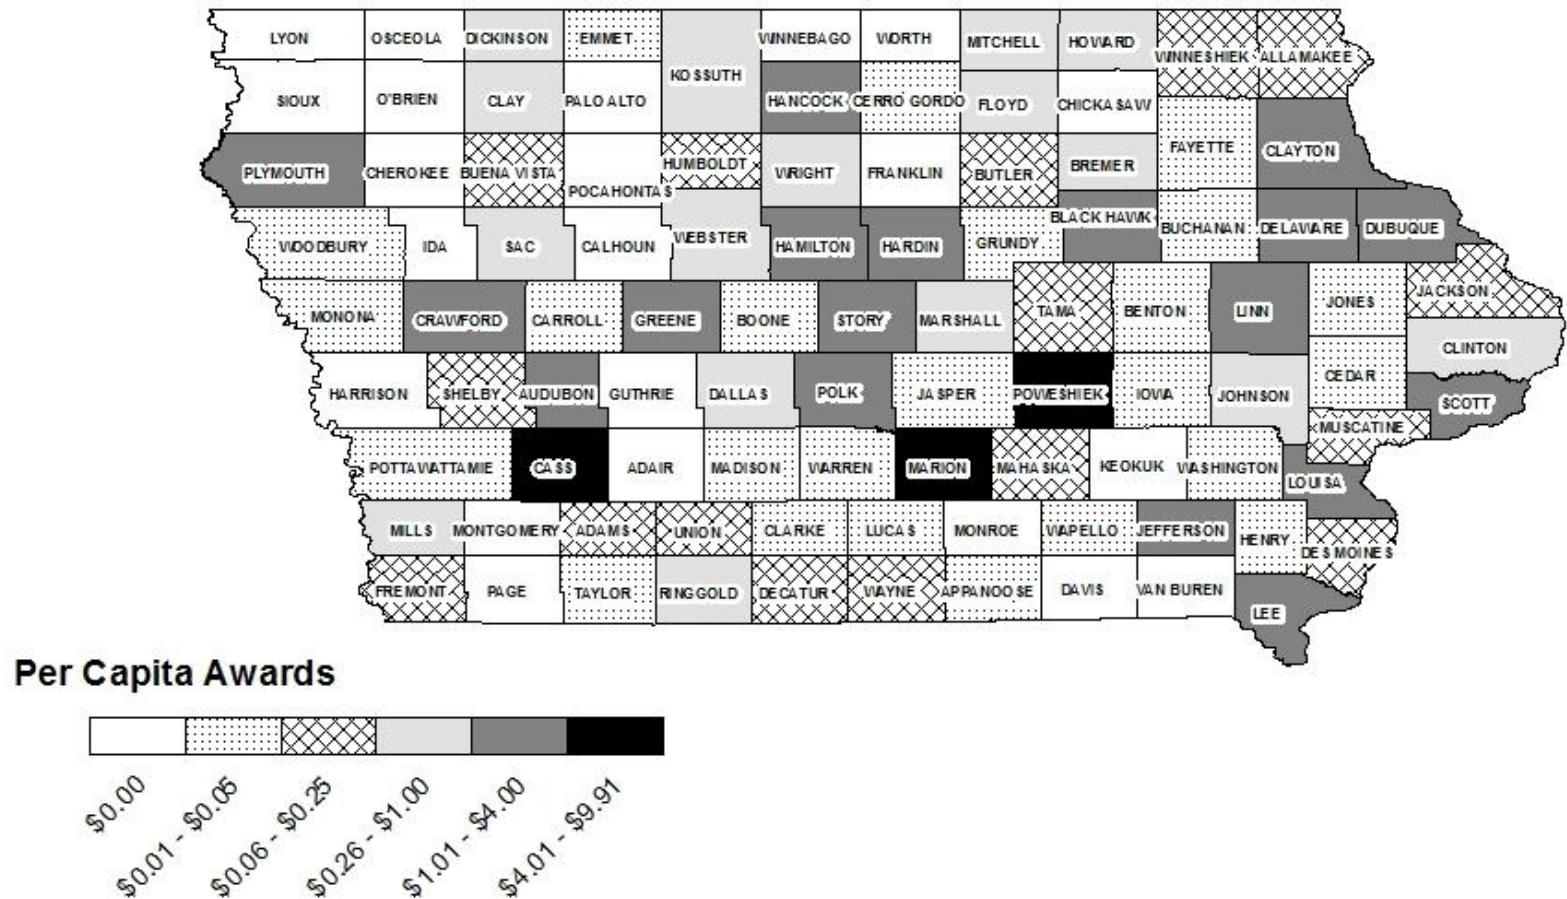 LYON OSCEOLA DICKINSON EMMET WINNEBAGO WORTH MITCHELL HOWARD WINNESHIEK ALLAMAKEE
KOSSUTH
SIOUX O'BRIEN CLAY PALO ALTO HANCOCK CERRO GORDO FLOYD CHICKASAW
PLYMOUTH CHEROKEE BUENA VISTA POCAHONTAS HUMBOLDT WRIGHT FRANKLIN BUTLER BREMER FAYETTE CLAYTON
WOODBURY IDA SAC CALHOUN WEBSTER HAMILTON HARDIN GRUNDY BLACK HAWK BUCHANAN DELAWARE DUBUQUE
MONONA CRAWFORD CARROLL GREENE BOONE STORY MARSHALL TAMA BENTON LINN JONES JACKSON
CLINTON
HARRISON SHELBY AUDUBON GUTHRIE DALLAS POLK JASPER POWESHIEK IOWA JOHNSON CEDAR SCOTT
MUSCATINE
POTTAWATTAMIE CASS ADAIR MADISON WARREN MARION MAHASKA KEOKUK WASHINGTON LOUISA
MILLS MONTGOMERY ADAMS UNION CLARKE LUCAS MONROE WAPELLO JEFFERSON HENRY DES MOINES
FREMONT PAGE TAYLOR RINGGOLD DECATUR WAYNE APPANOOSE DAVIS VAN BUREN LEE
Per Capita Awards
$0.00
$0.01 - $0.05
$0.06 - $0.25
$0.26 - $1.00
$1.01 - $4.00
$4.01 - $9.91